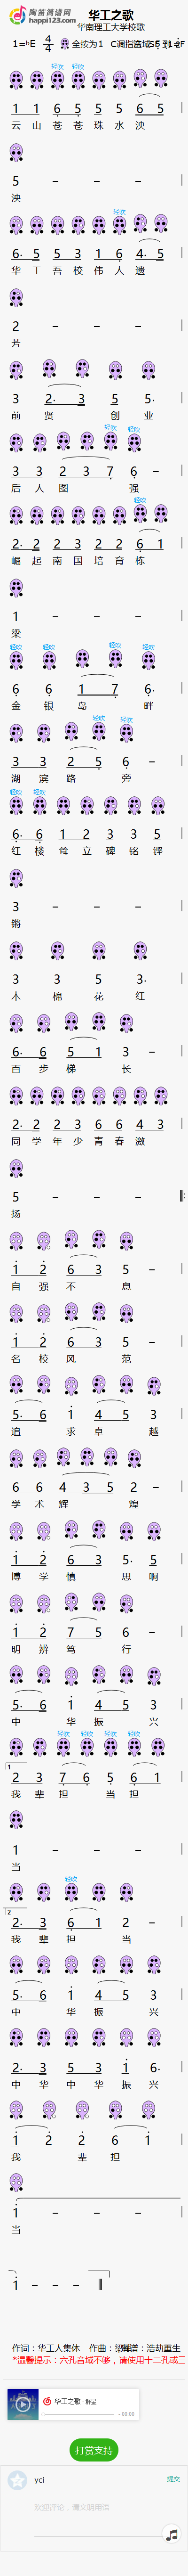 陶笛简谱网
happi123.com
华工之歌
华南理工大学校歌
1=♭E 4/4 全按为1
轻吹 轻吹
1 1 6 5 5 5 6 5
云 山 苍 苍 珠 水 泱
5 - - -
泱
轻吹
6· 5 5 3 1 6 4· 5
华 工 吾 校 伟 人 遗
2 - - -
芳
3 2· 3 5 5·
前 贤 创 业
轻吹 轻吹
3 3 2 3 7 6 -
后 人 图 强
轻吹
2· 2 2 3 2 2 6 1
崛 起 南 国 培 育 栋
1 - - -
梁
轻吹 轻吹 轻吹 轻吹
6 6 1 7 6·
金 银 岛 畔
轻吹 轻吹
3 3 2 5 6 -
湖 滨 路 旁
轻吹 轻吹
6· 6 1 2 3 3 5
红 楼 耸 立 碑 铭 铿
3 - - -
锵
3 3 5 3·
木 棉 花 红
6· 6 5 1 3 -
百 步 梯 长
2· 2 2 3 6 6 4 3
同 学 年 少 青 春 激
5 - - -
扬
1 2 6 3 5 -
自 强 不 息
1 2 6 3 6 -
名 校 风 范
5· 6 1 4 5 3
追 求 卓 越
6 6 4 3 5 2 -
学 术 辉 煌
1 2 6 3 5· 5
博 学 慎 思 啊
1 2 7 5 6 -
明 辨 笃 行
5· 6 1 4 5 3
中 华 振 兴
轻吹 轻吹 轻吹 轻吹
1
2 3 7 6 5 6 1
我 辈 担 当 担
1 - - -
当
轻吹
2
2· 3 6 1 2 -
我 辈 担 当
5· 6 1 4 5 3
中 华 振 兴
2· 3 5 3 1 6·
中 华 中 华 振 兴
1 2 2 6 1
我 辈 担
1 - - -
当
1 - - -
作词：华工人集体 作曲：梁军
谱：浩劫重生
*温馨提示：六孔音域不够，请使用十二孔或三
华工之歌 - 群星
00:00
打赏支持
yci
提交
欢迎评论，请文明用语